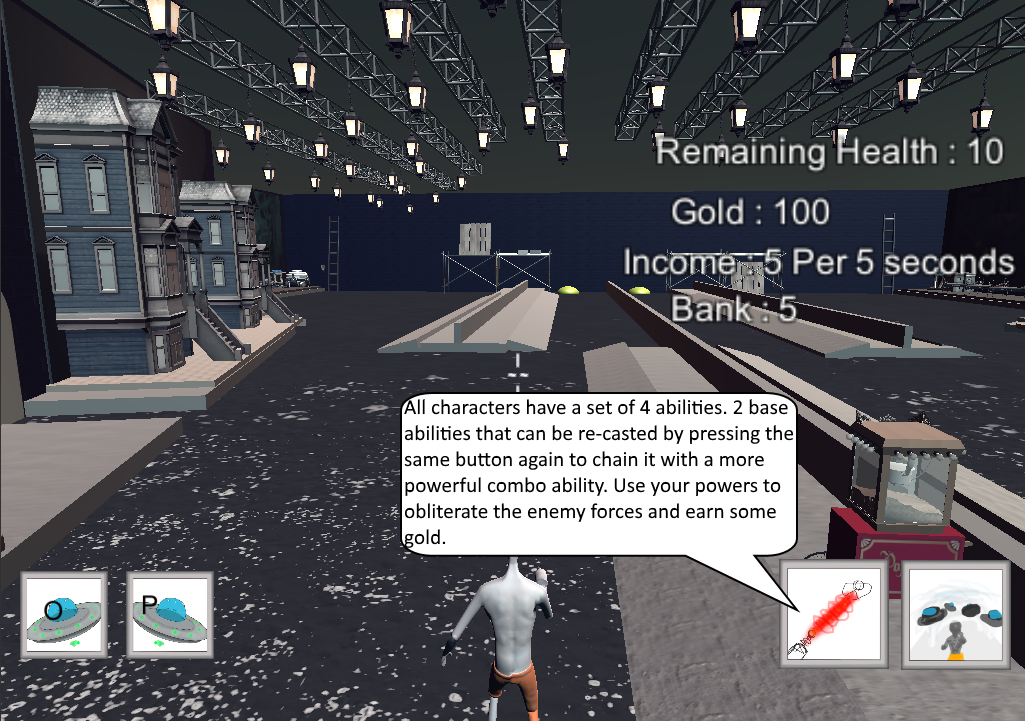 Remaining Health : 10
Gold : 100
Income : 5 Per 5 seconds
Bank : 5
All characters have a set of 4 abilities. 2 base
abilities that can be re-casted by pressing the
same button again to chain it with a more
powerful combo ability. Use your powers to
obliterate the enemy forces and earn some
gold.
O
P